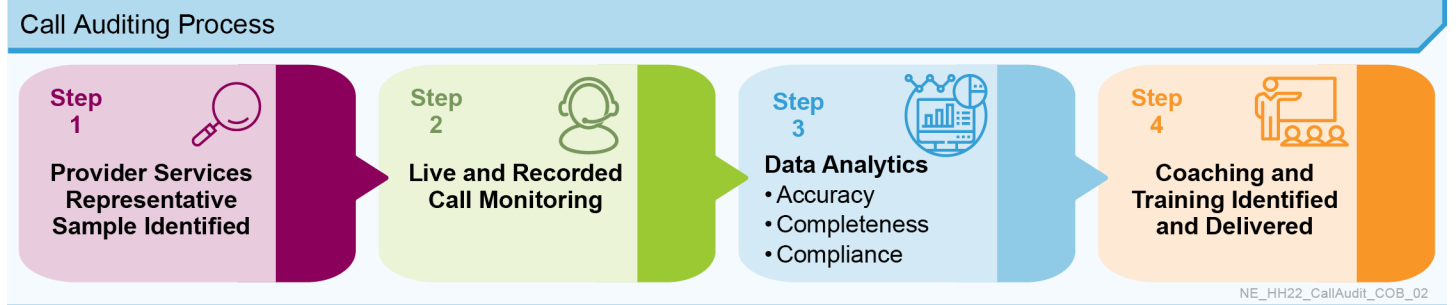 Call Auditing Process
Step
1
Provider Services
Representative
Sample Identified
Step
2
Live and Recorded
Call Monitoring
Step
3
Data Analytics
• Accuracy
• Completeness
• Compliance
Step
4
Coaching and
Training Identified
and Delivered
NE_HH22_CallAudit_COB_02